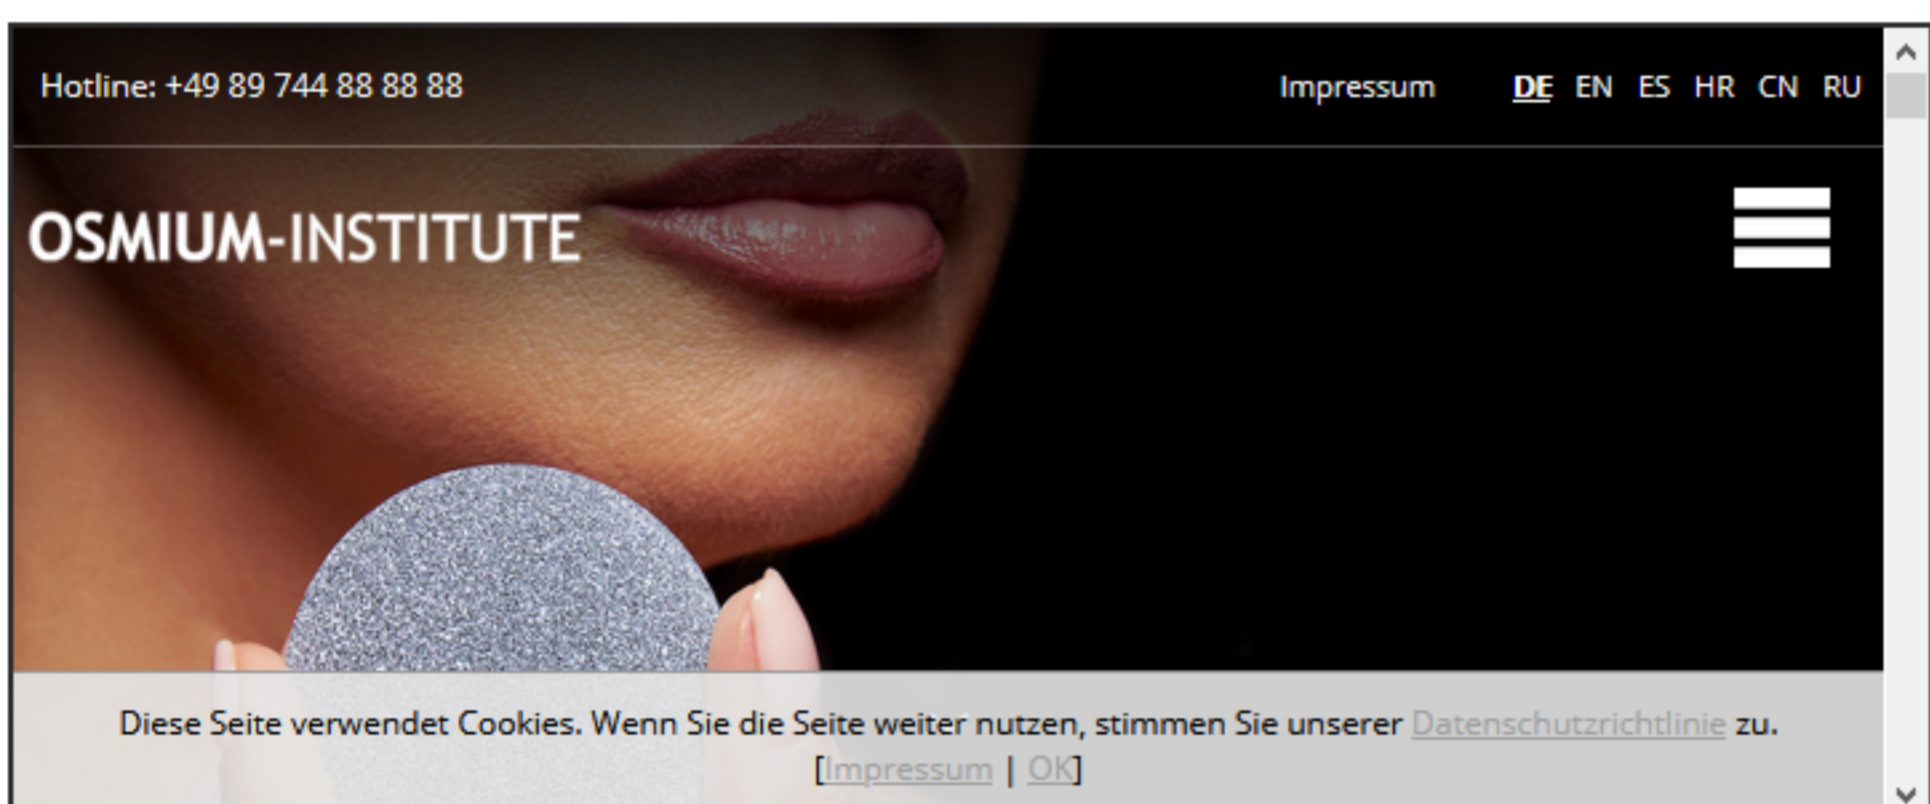 Hotline: +49 89 744 88 88 88 Impressum DE EN ES HR CN RU
OSMIUM-INSTITUTE
Diese Seite verwendet Cookies. Wenn Sie die Seite weiter nutzen, stimmen Sie unserer Datenschutzrichtlinie zu.
[Impressum | OK]